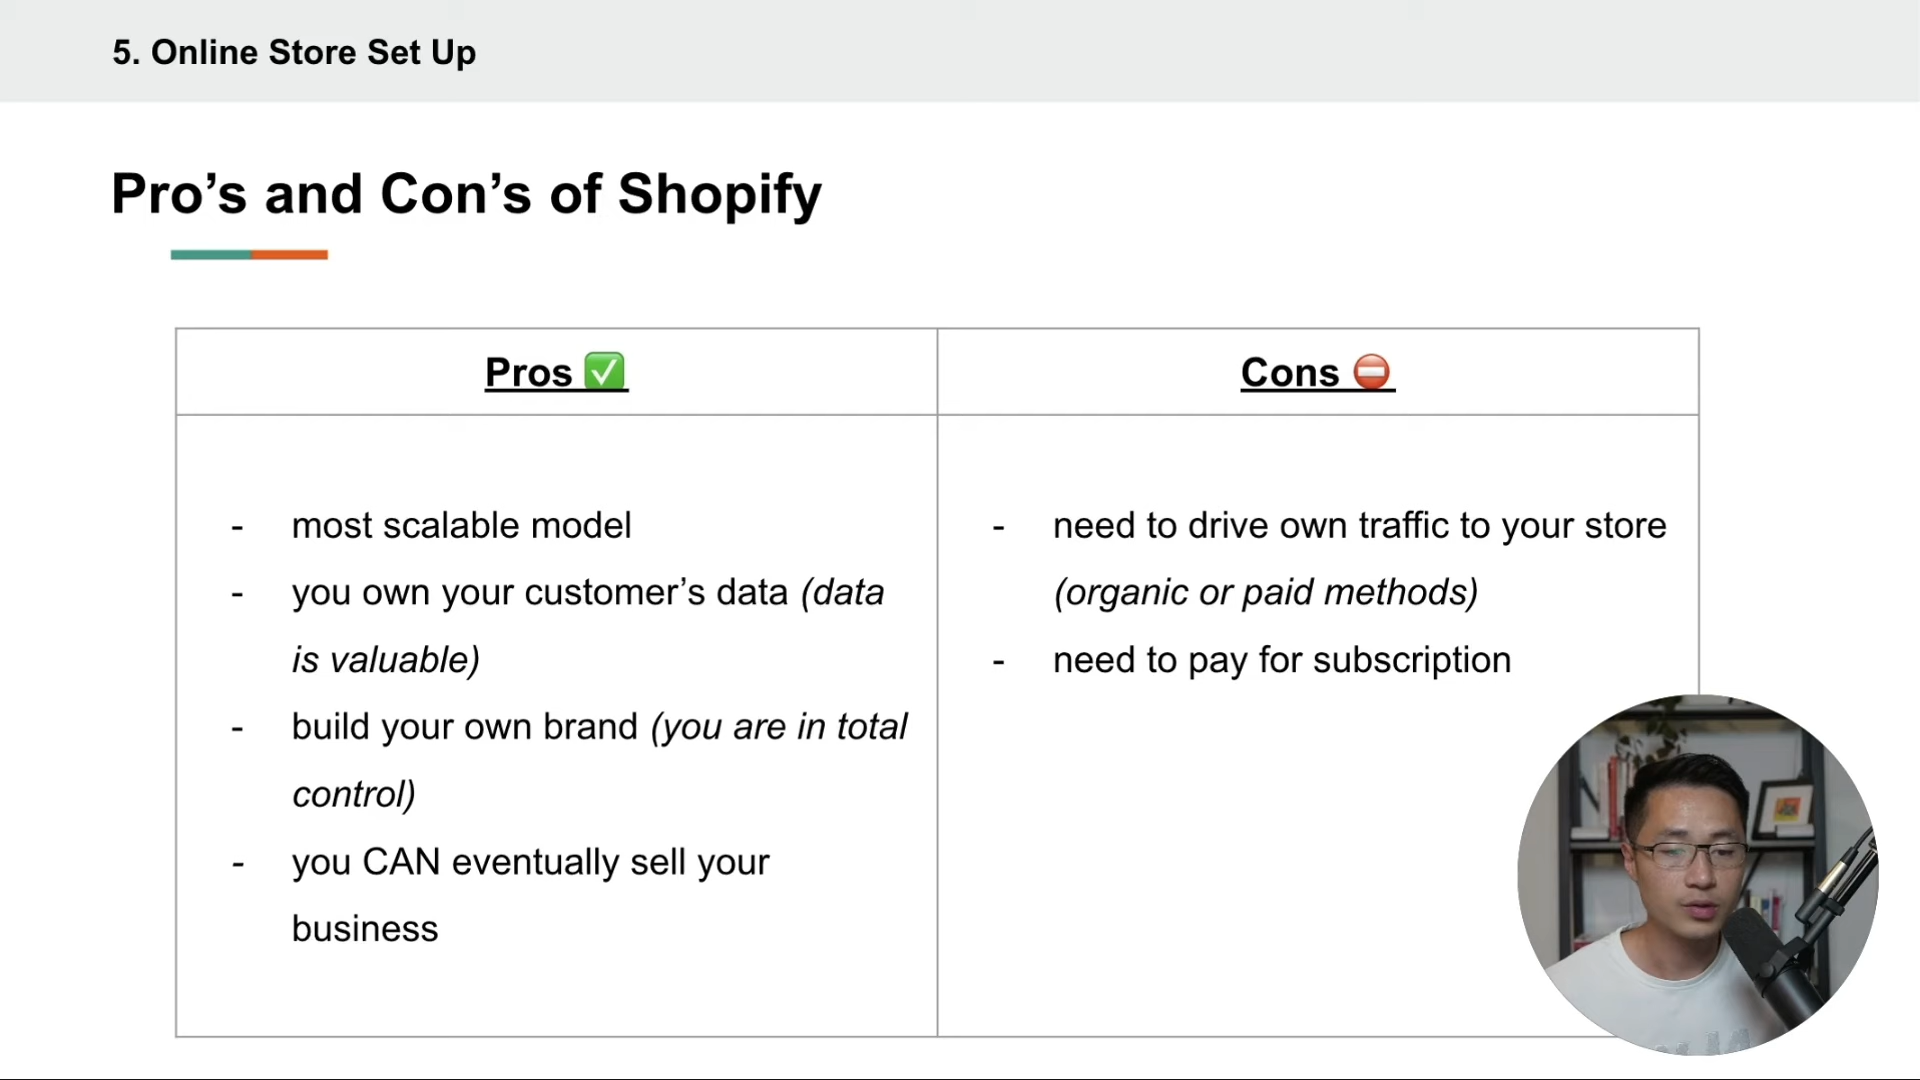 5. Online Store Set Up
Pro’s and Con’s of Shopify
Pros ✅
Cons ⛔
- most scalable model
- you own your customer’s data (data
is valuable)
- build your own brand (you are in total
control)
- you CAN eventually sell your
business
- need to drive own traffic to your store
(organic or paid methods)
- need to pay for subscription